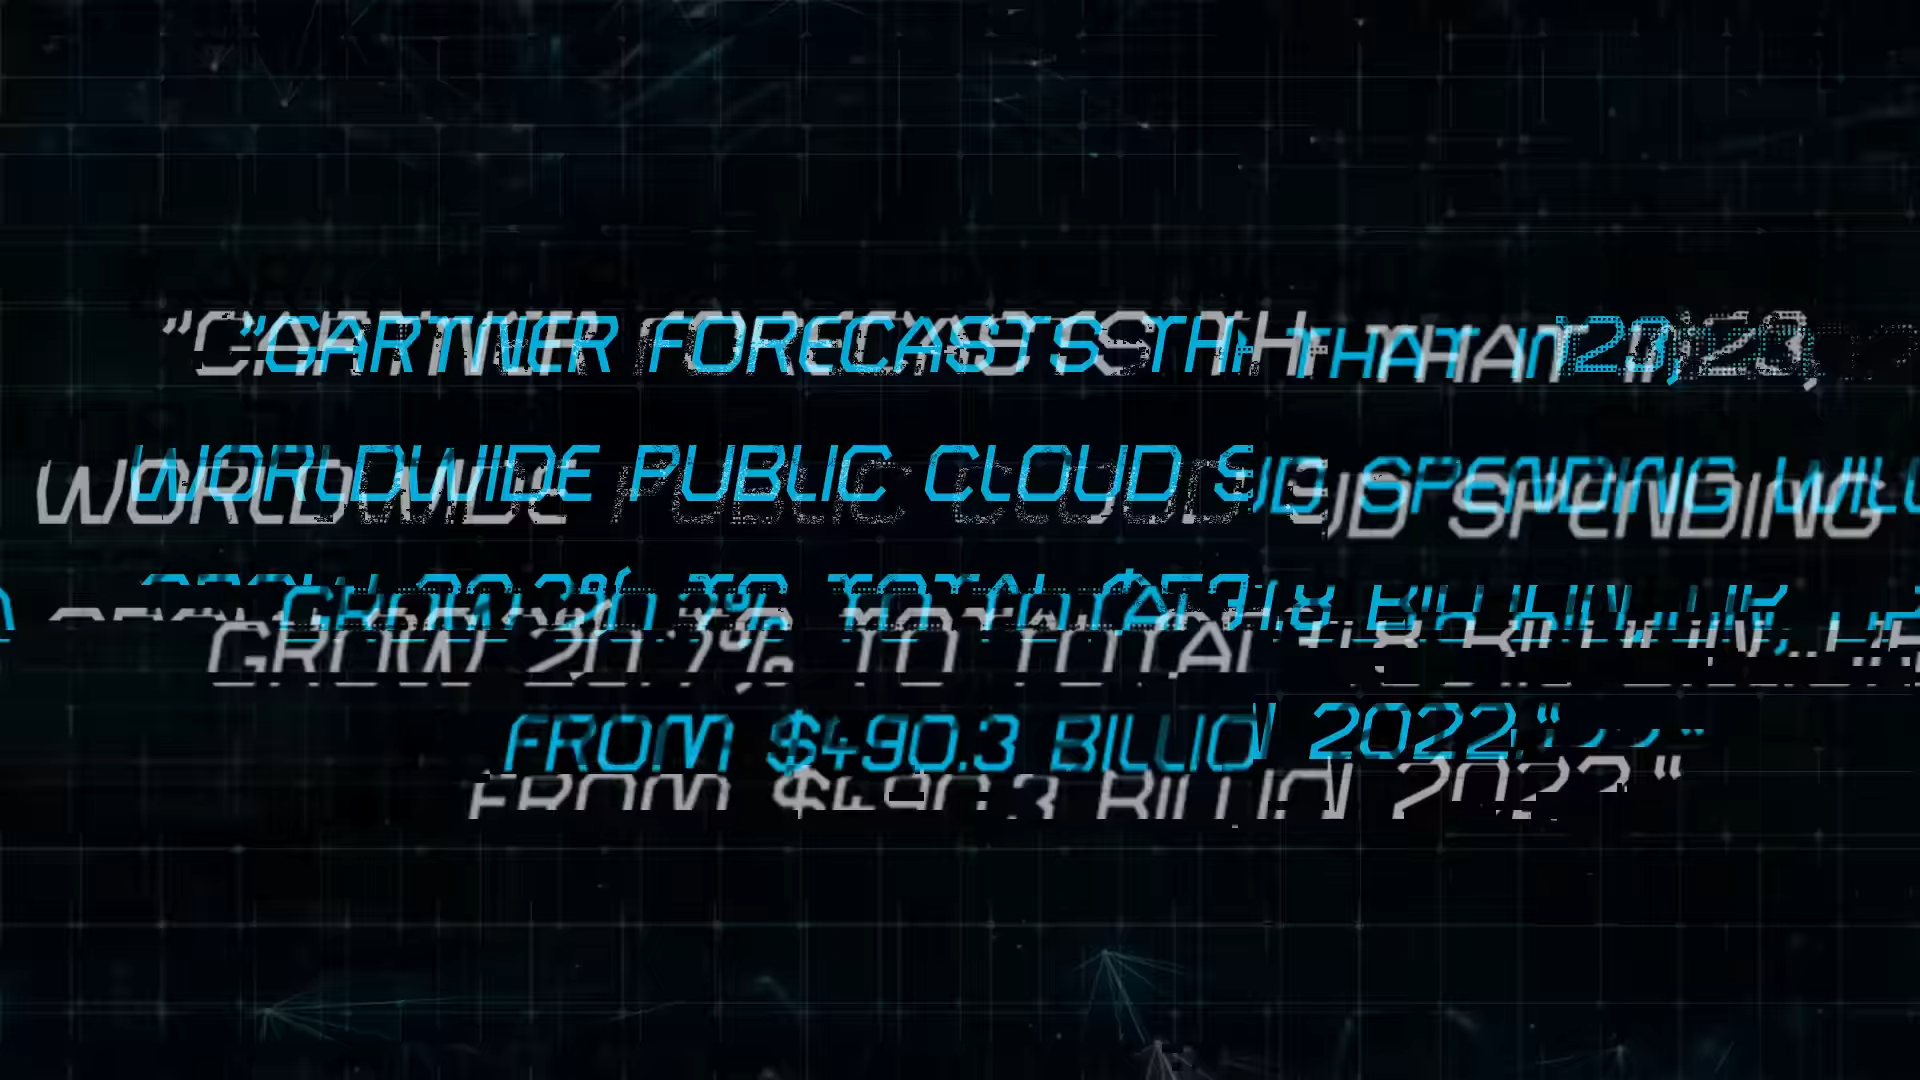 "GARTNER FORECASTS THAT IN 2023,
WORLDWIDE PUBLIC CLOUD SPENDING WILL
GROW 20.7% TO TOTAL
FROM $490.3 BILLION 2022."